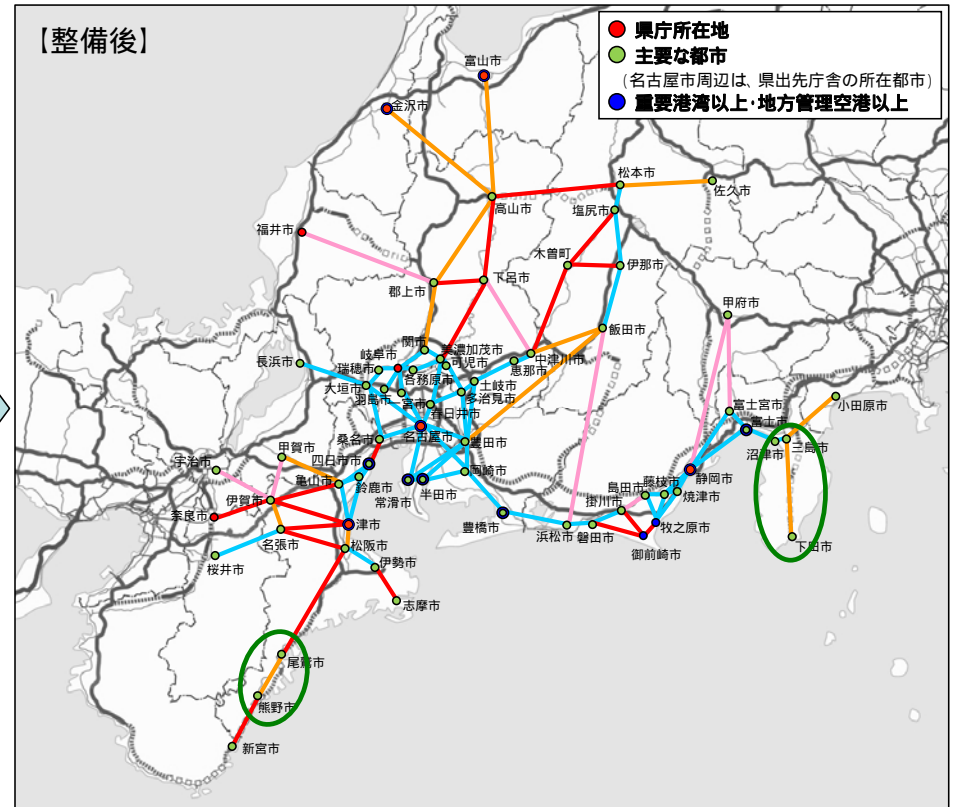 【整備後】
県庁所在地
主要な都市
(名古屋市周辺は、県出先庁舎の所在都市)
重要港湾以上・地方管理空港以上
富山市
金沢市
松本市
佐久市
高山市
塩尻市
福井市
木曽町
伊那市
下呂市
郡上市
甲府市
飯田市
関市
美濃加茂市
岐阜市
中津川市
長浜市
瑞穂市
可児市
恵那市
各務原市
土岐市
大垣市
羽島市
一宮市
多治見市
小田原市
春日井市
富士宮市
富士市
桑名市
名古屋市
豊田市
沼津市
三島市
甲賀市
四日市市
宇治市
岡崎市
静岡市
亀山市
鈴鹿市
島田市
藤枝市
焼津市
伊賀市
常滑市
半田市
掛川市
奈良市
津市
豊橋市
牧之原市
名張市
松阪市
浜松市
磐田市
下田市
桜井市
伊勢市
御前崎市
志摩市
尾鷲市
熊野市
新宮市